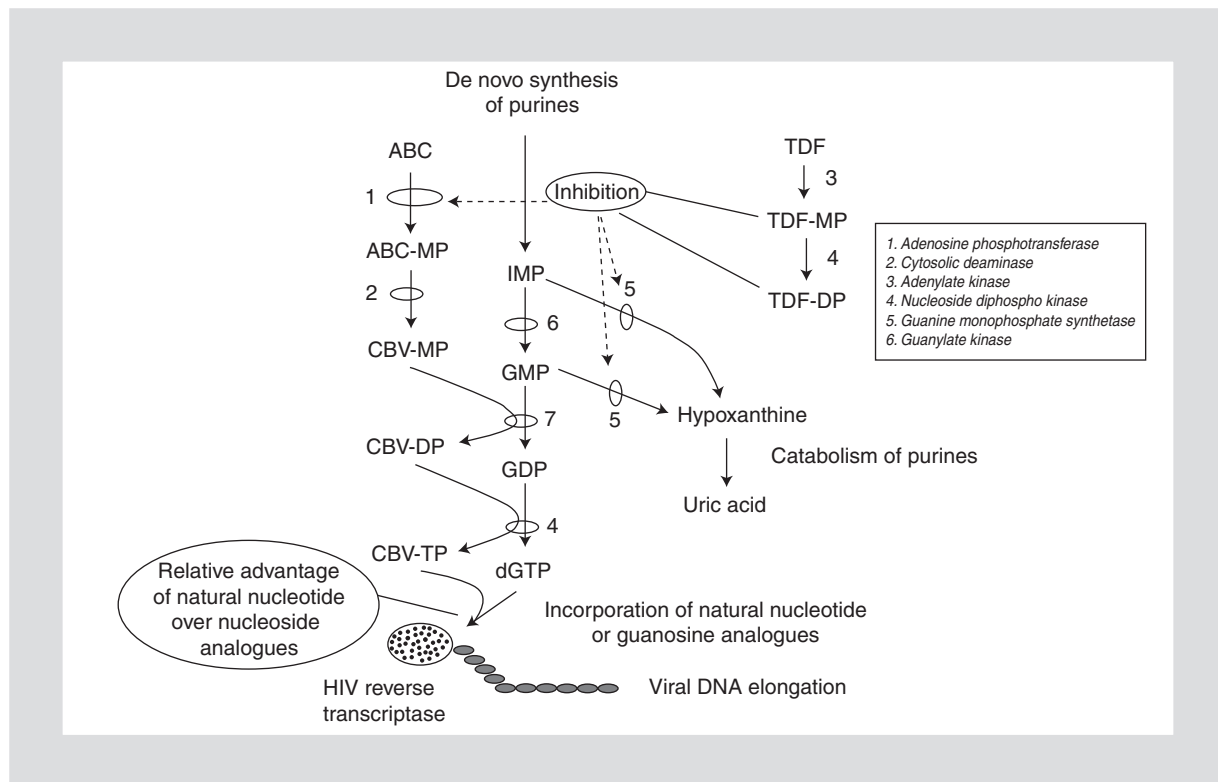 De novo synthesis
of purines
ABC
1
ABC-MP
2
CBV-MP
CBV-DP
CBV-TP
IMP
6
GMP
7
GDP
4
dGTP
Inhibition
5
5
TDF
3
TDF-MP
4
TDF-DP
1. Adenosine phosphotransferase
2. Cytosolic deaminase
3. Adenylate kinase
4. Nucleoside diphospho kinase
5. Guanine monophosphate synthetase
6. Guanylate kinase
Hypoxanthine
Catabolism of purines
Uric acid
Relative advantage
of natural nucleotide
over nucleoside
analogues
Incorporation of natural nucleotide
or guanosine analogues
HIV reverse
transcriptase
Viral DNA elongation